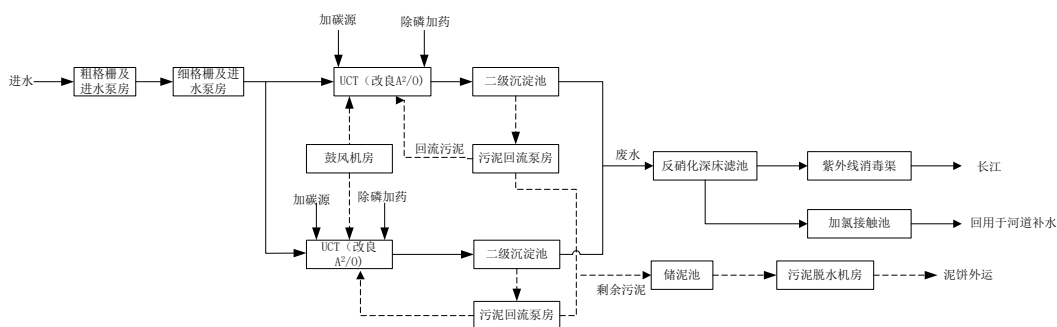 加碳源
除磷加药
进水
粗格栅及
进水泵房
细格栅及进
水泵房
UCT（改良A²/O）
二级沉淀池
鼓风机房
回流污泥
污泥回流泵房
废水
反硝化深床滤池
紫外线消毒渠
长江
加碳源
除磷加药
加氯接触池
回用于河道补水
UCT（改良
A²/O）
二级沉淀池
剩余污泥
储泥池
污泥脱水机房
泥饼外运
污泥回流泵房